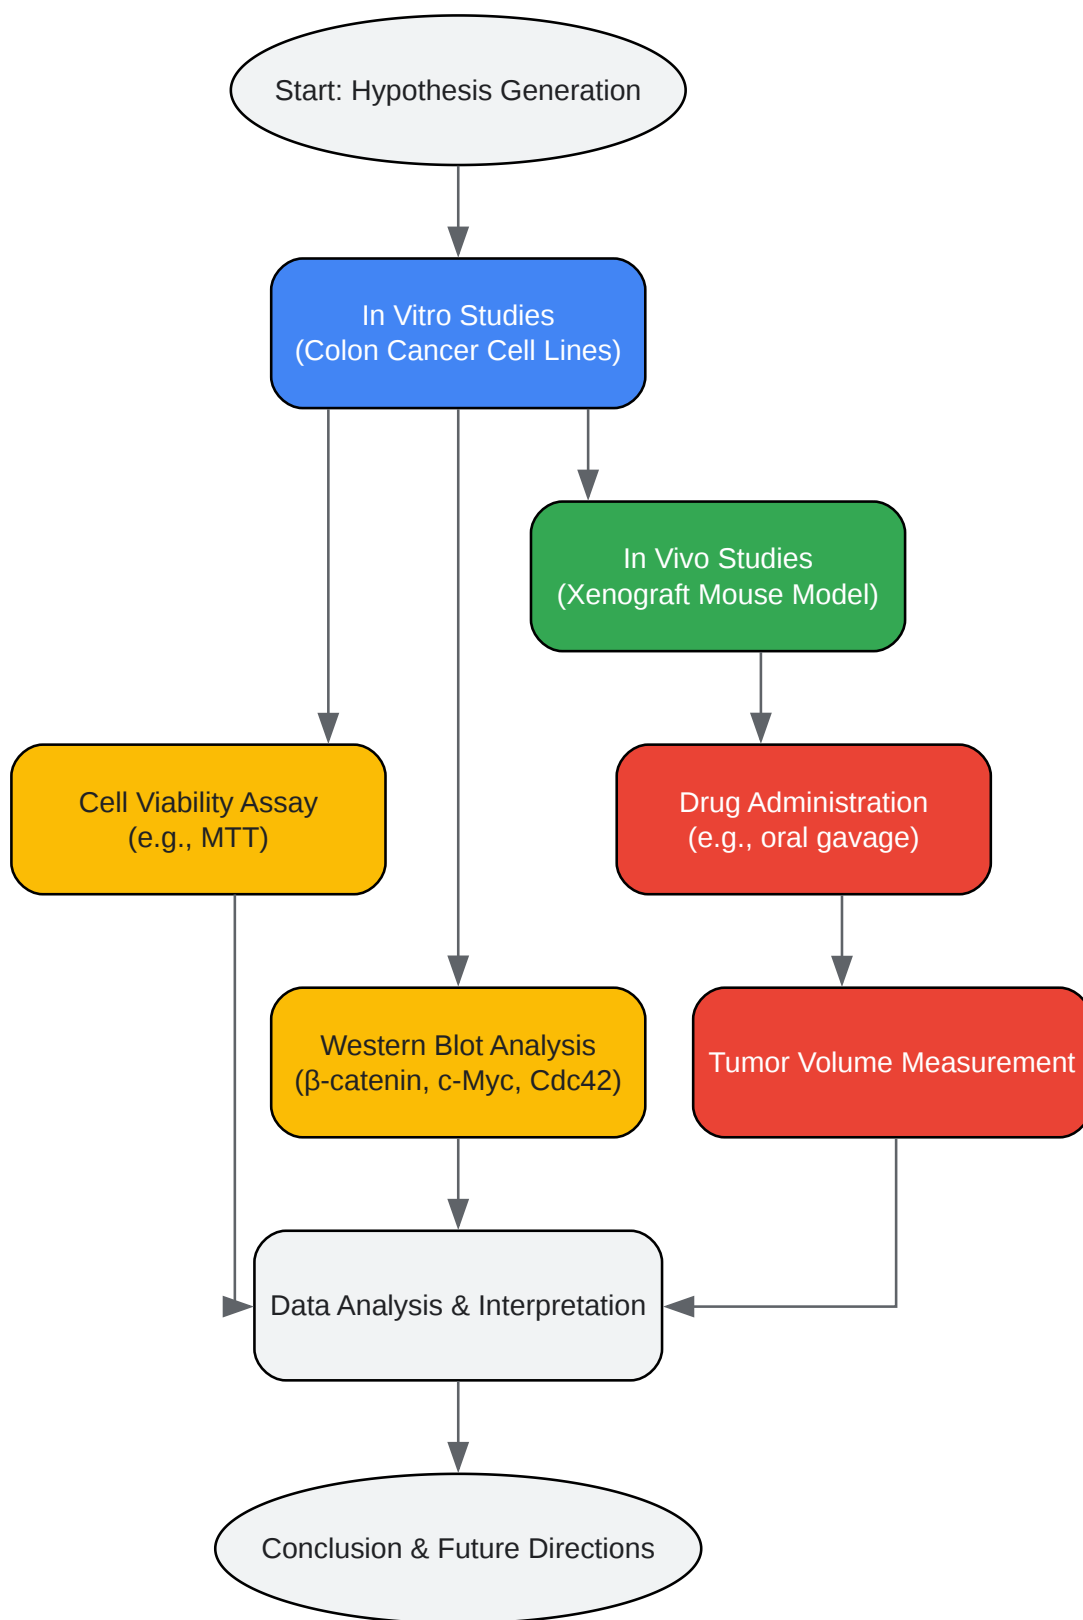 Start: Hypothesis Generation
In Vitro Studies
(Colon Cancer Cell Lines)
In Vivo Studies
(Xenograft Mouse Model)
Cell Viability Assay
(e.g., MTT)
Drug Administration
(e.g., oral gavage)
Western Blot Analysis
(β-catenin, c-Myc, Cdc42)
Tumor Volume Measurement
Data Analysis & Interpretation
Conclusion & Future Directions